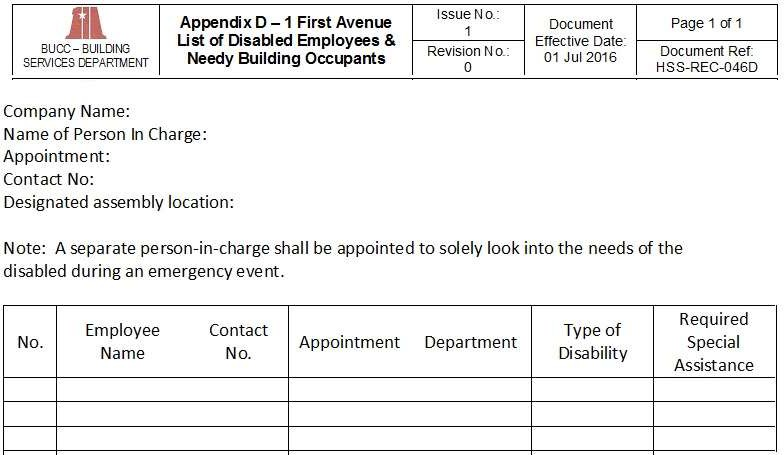 BUCC – BUILDING
SERVICES DEPARTMENT
Appendix D – 1 First Avenue
List of Disabled Employees &
Needy Building Occupants
Issue No.:
1
Revision No.:
0
Document
Effective Date:
01 Jul 2016
Page 1 of 1
Document Ref:
HSS-REC-046D
Company Name:
Name of Person In Charge:
Appointment:
Contact No:
Designated assembly location:
Note: A separate person-in-charge shall be appointed to solely look into the needs of the
disabled during an emergency event.
No.
Employee
Name
Contact
No.
Appointment
Department
Type of
Disability
Required
Special
Assistance